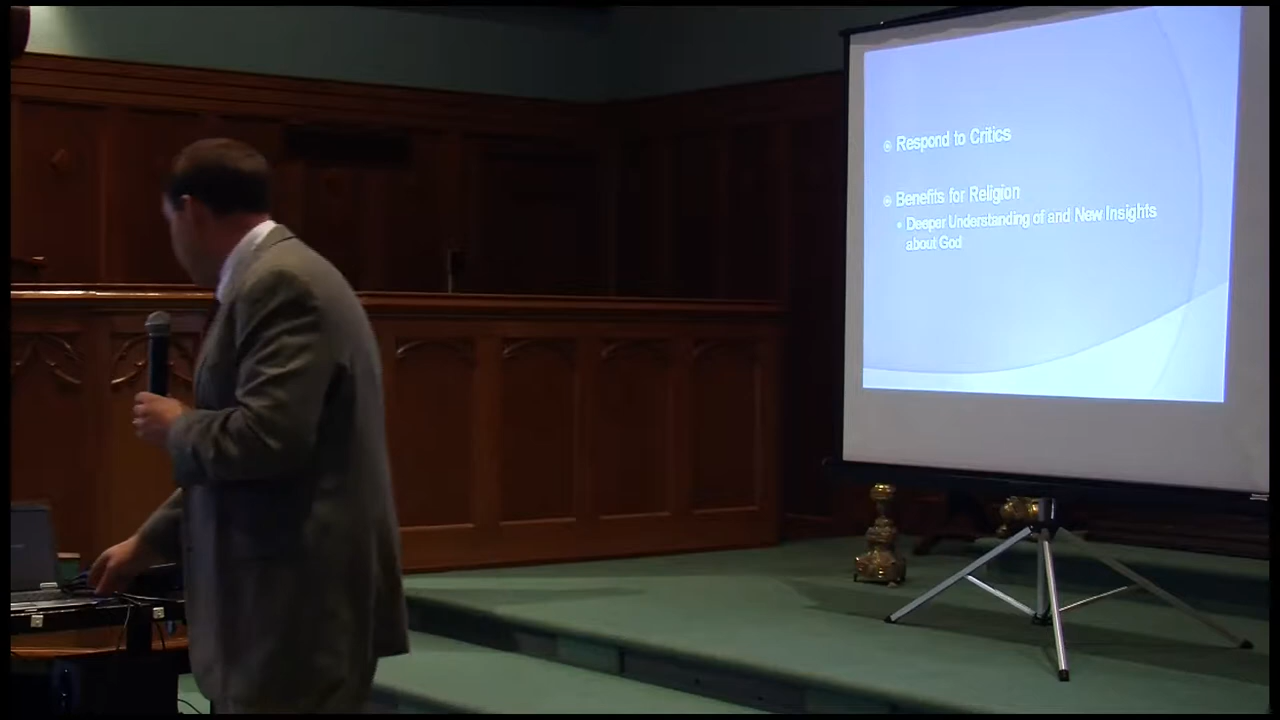 Respond to Critics
Benefits for Religion
Deeper Understanding of and New Insights
about God